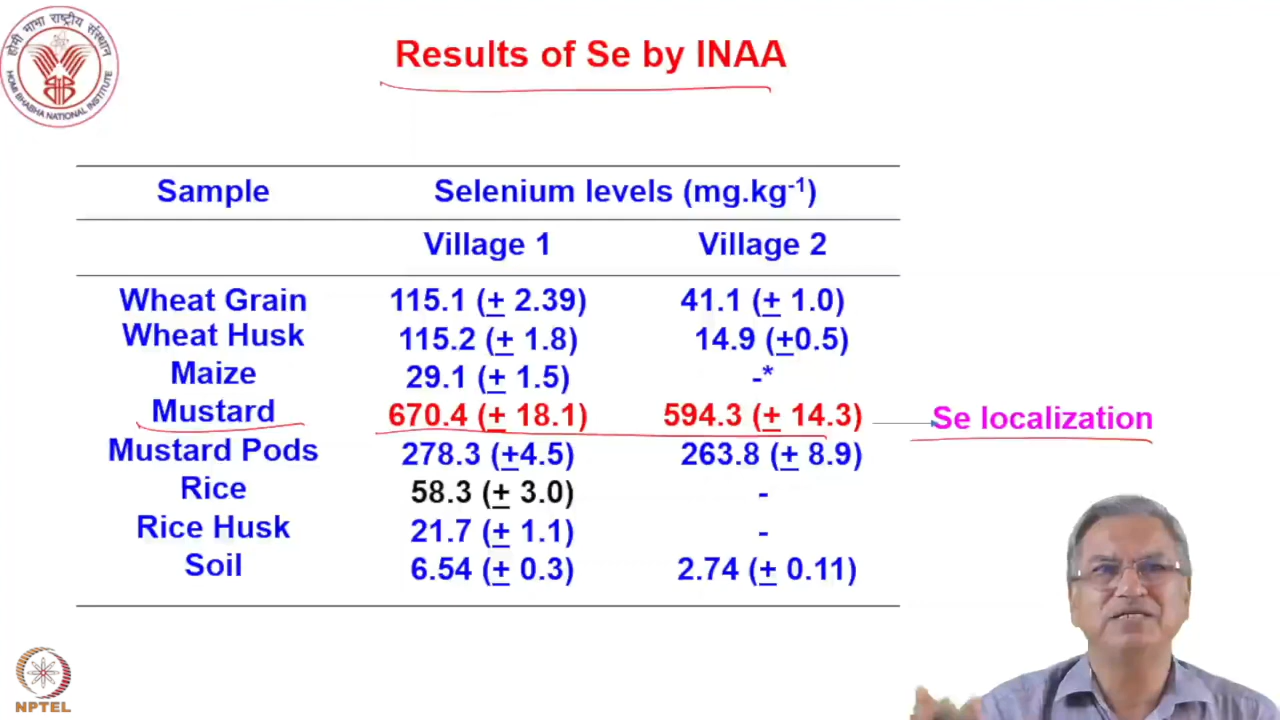 होमी भाभा राष्ट्रीय संस्थान
HOMI BHABHA NATIONAL INSTITUTE
Results of Se by INAA
Sample Selenium levels (mg.kg⁻¹)
Village 1 Village 2
Wheat Grain 115.1 (± 2.39) 41.1 (± 1.0)
Wheat Husk 115.2 (± 1.8) 14.9 (±0.5)
Maize 29.1 (± 1.5) -*
Mustard 670.4 (± 18.1) 594.3 (± 14.3) Se localization
Mustard Pods 278.3 (±4.5) 263.8 (± 8.9)
Rice 58.3 (± 3.0) -
Rice Husk 21.7 (± 1.1) -
Soil 6.54 (± 0.3) 2.74 (± 0.11)
NPTEL